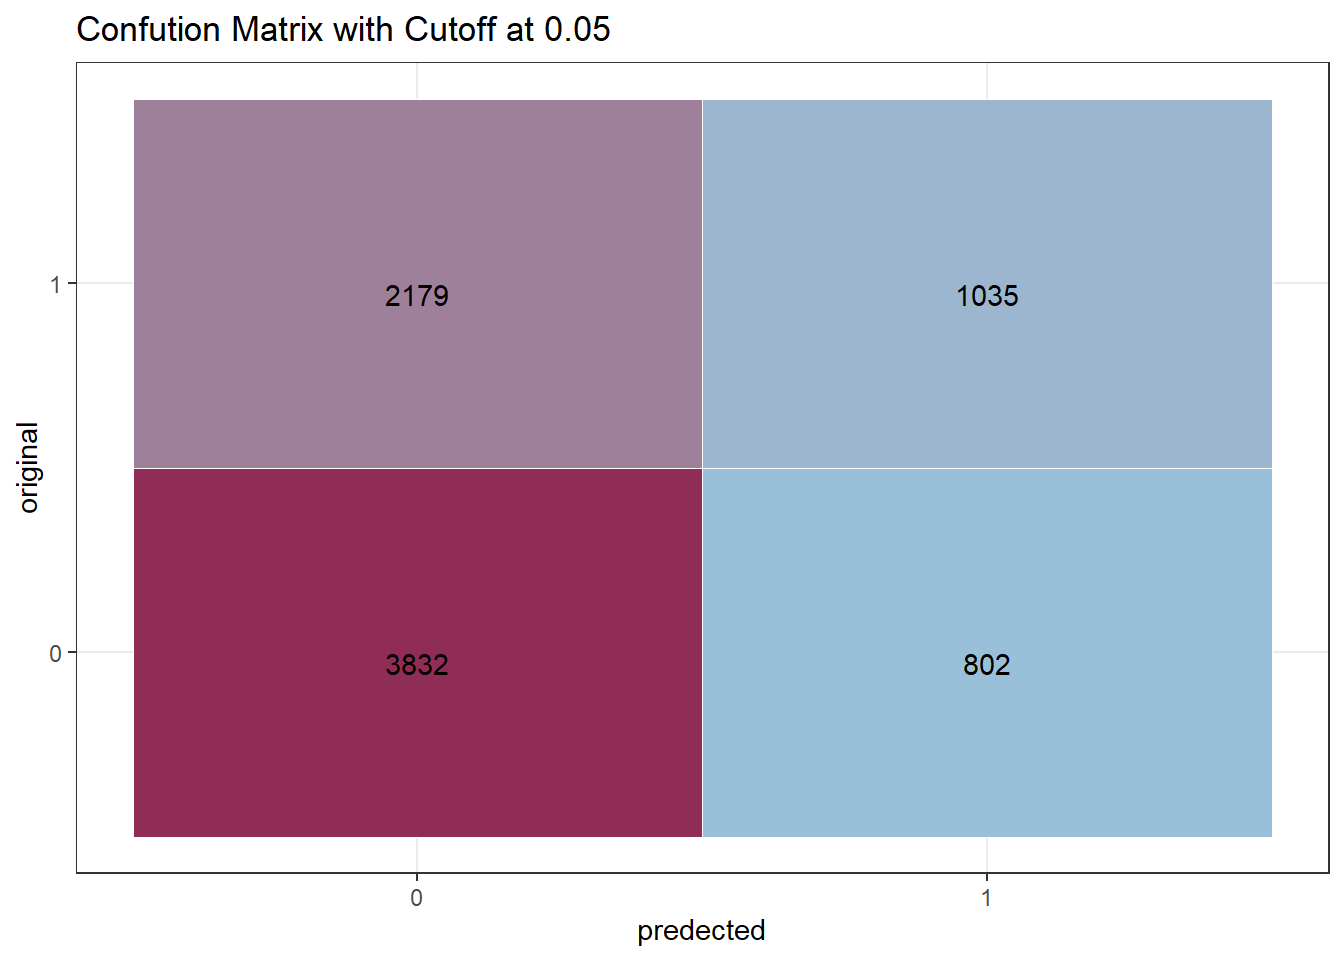 Confution Matrix with Cutoff at 0.05
original
1
2179 1035
0
3832 802
0 1
predected